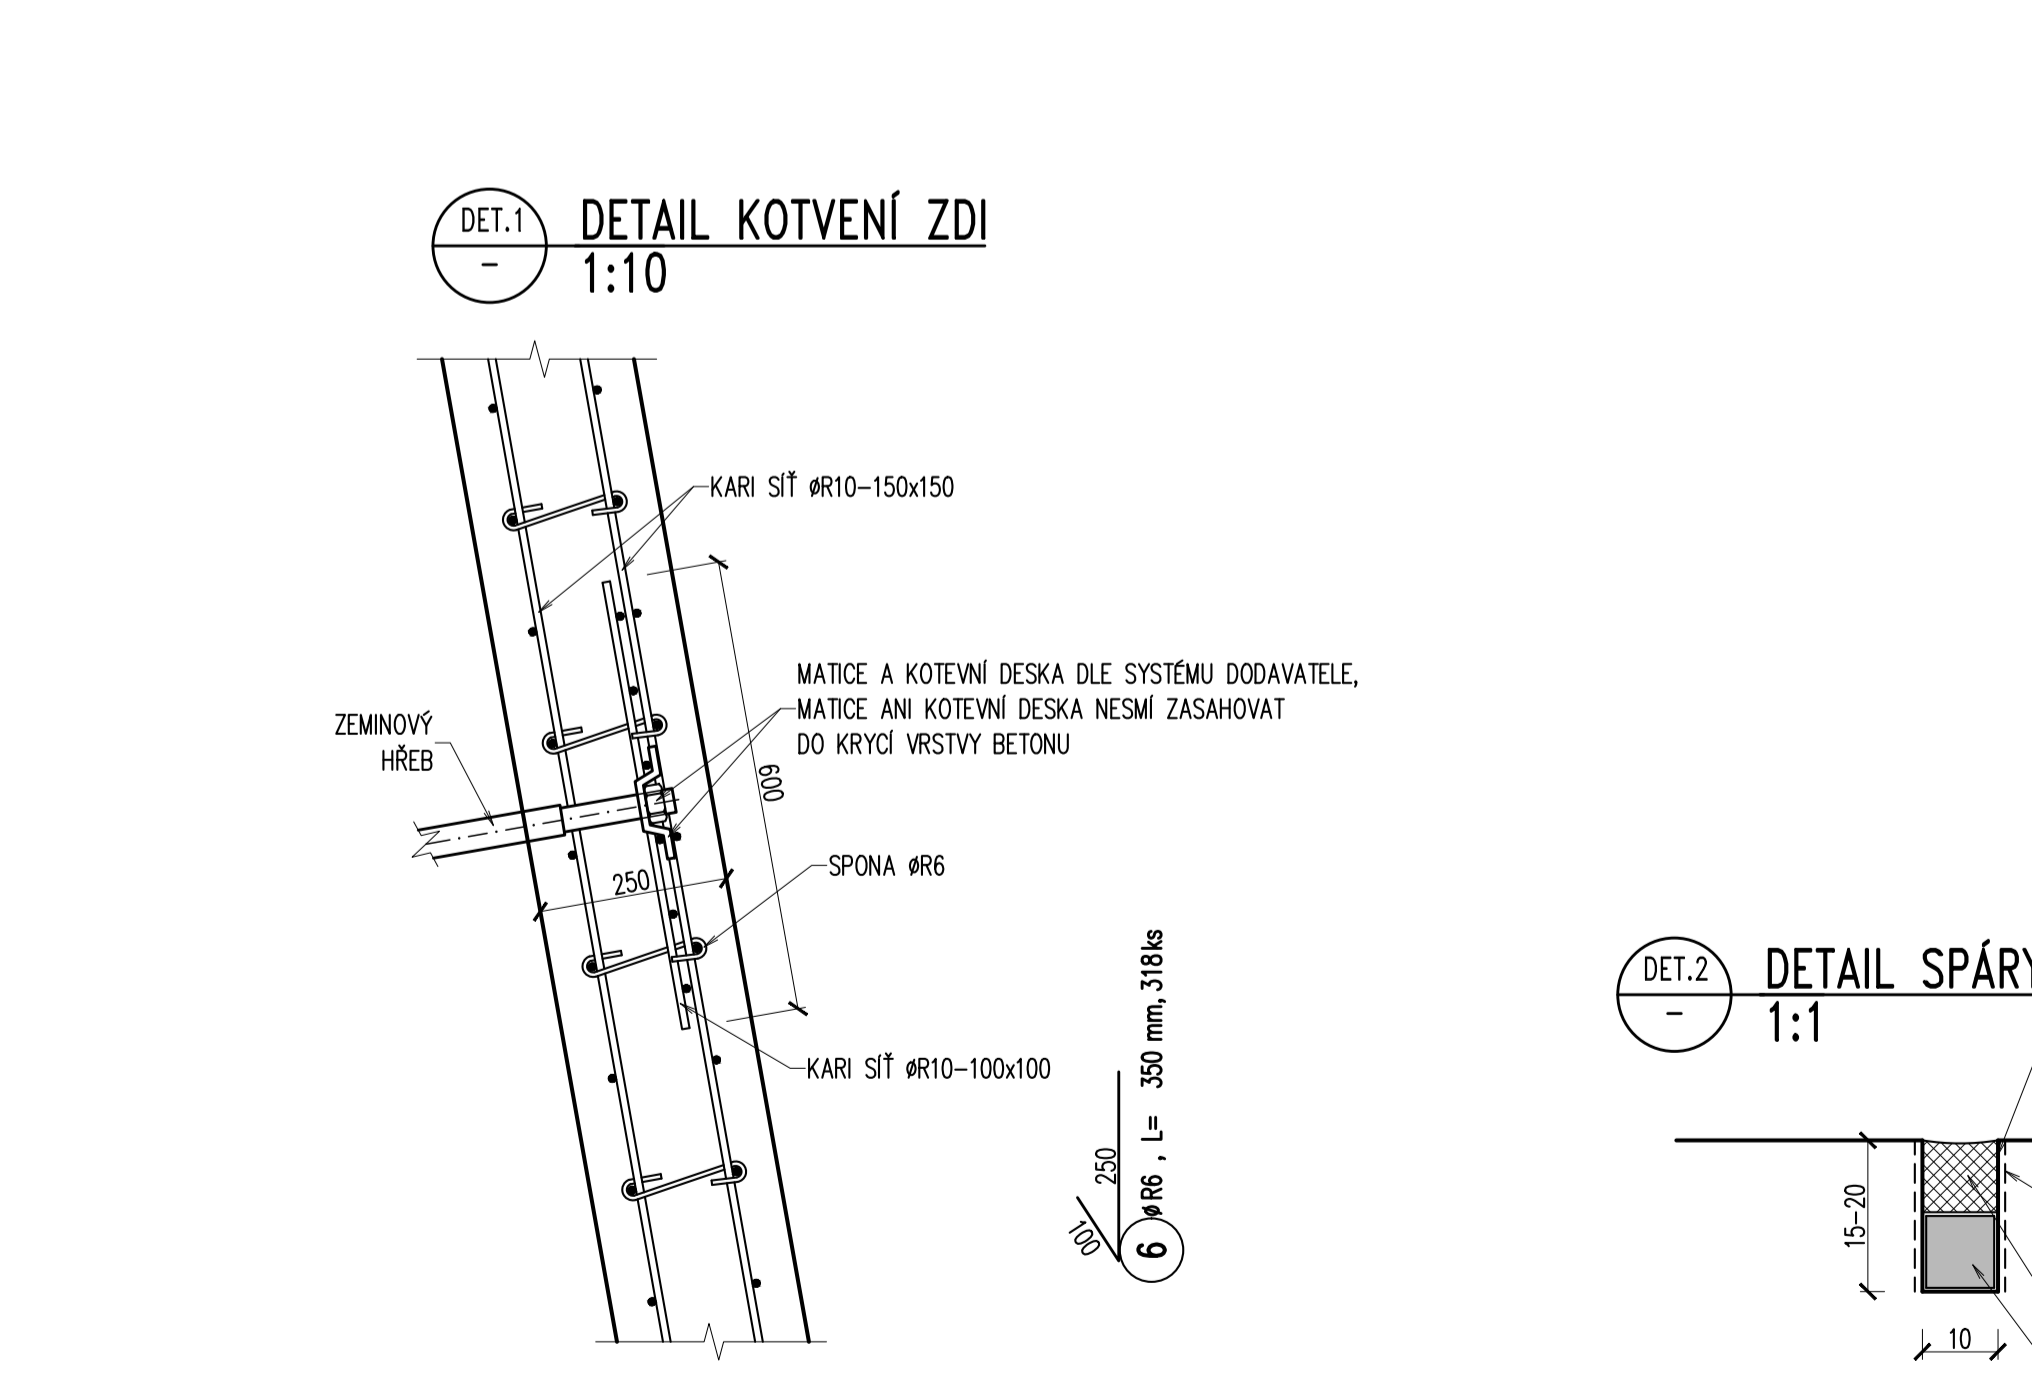 DET.1
–
DETAIL KOTVENÍ ZDI
1:10
KARI SÍŤ øR10–150x150
MATICE A KOTEVNÍ DESKA DLE SYSTÉMU DODAVATELE,
MATICE ANI KOTEVNÍ DESKA NESMÍ ZASAHOVAT
DO KRYCÍ VRSTVY BETONU
ZEMINOVÝ
HŘEB
600
250
SPONA øR6
KARI SÍŤ øR10–100x100
250
100
6
øR6 , L= 350 mm, 318ks
DET.2
–
DETAIL SPÁRY
1:1
15–20
10